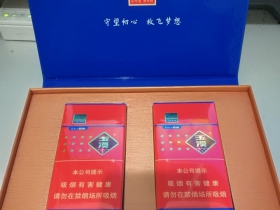 守望初心 放飞梦想
玉溪
本公司提示
吸烟有害健康
请勿在禁烟场所吸烟
玉溪
本公司提示
吸烟有害健康
请勿在禁烟场所吸烟